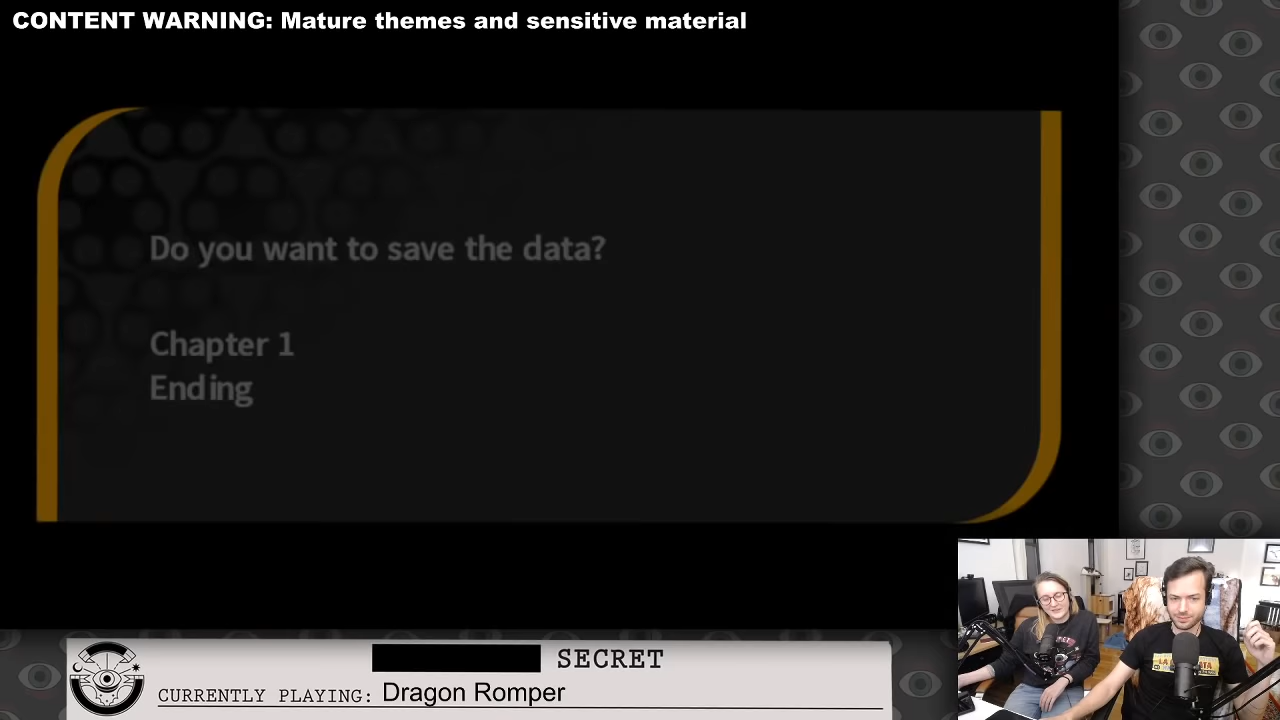 CONTENT WARNING: Mature themes and sensitive material
Do you want to save the data?
Chapter 1
Ending
SECRET
CURRENTLY PLAYING: Dragon Romper